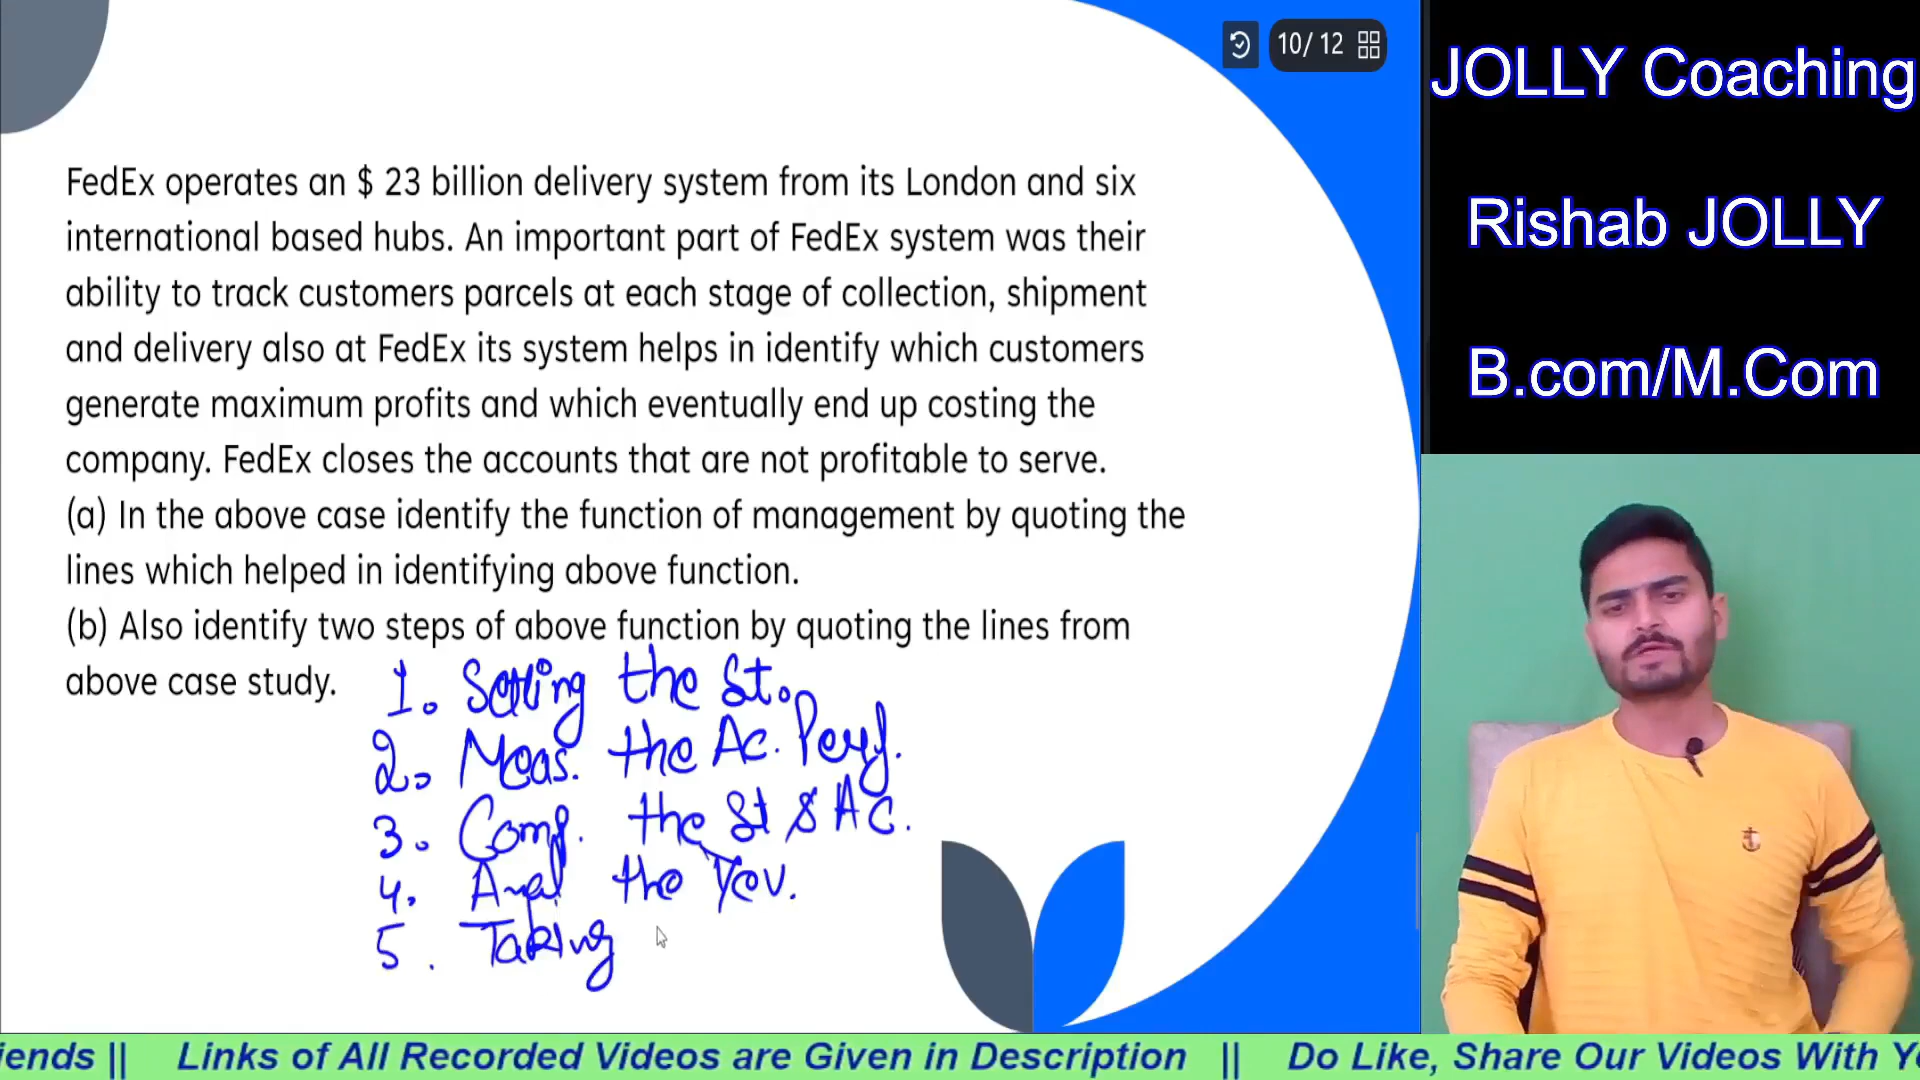 10/ 12
JOLLY Coaching
Rishab JOLLY
B.com/M.Com
FedEx operates an $ 23 billion delivery system from its London and six
international based hubs. An important part of FedEx system was their
ability to track customers parcels at each stage of collection, shipment
and delivery also at FedEx its system helps in identify which customers
generate maximum profits and which eventually end up costing the
company. FedEx closes the accounts that are not profitable to serve.
(a) In the above case identify the function of management by quoting the
lines which helped in identifying above function.
(b) Also identify two steps of above function by quoting the lines from
above case study.
1. Setting the St.
2. Meas. the Ac. Perf.
3. Comp. the St & Ac.
4. Anal the Dev.
5. Taking
iends || Links of All Recorded Videos are Given in Description || Do Like, Share Our Videos With Yo